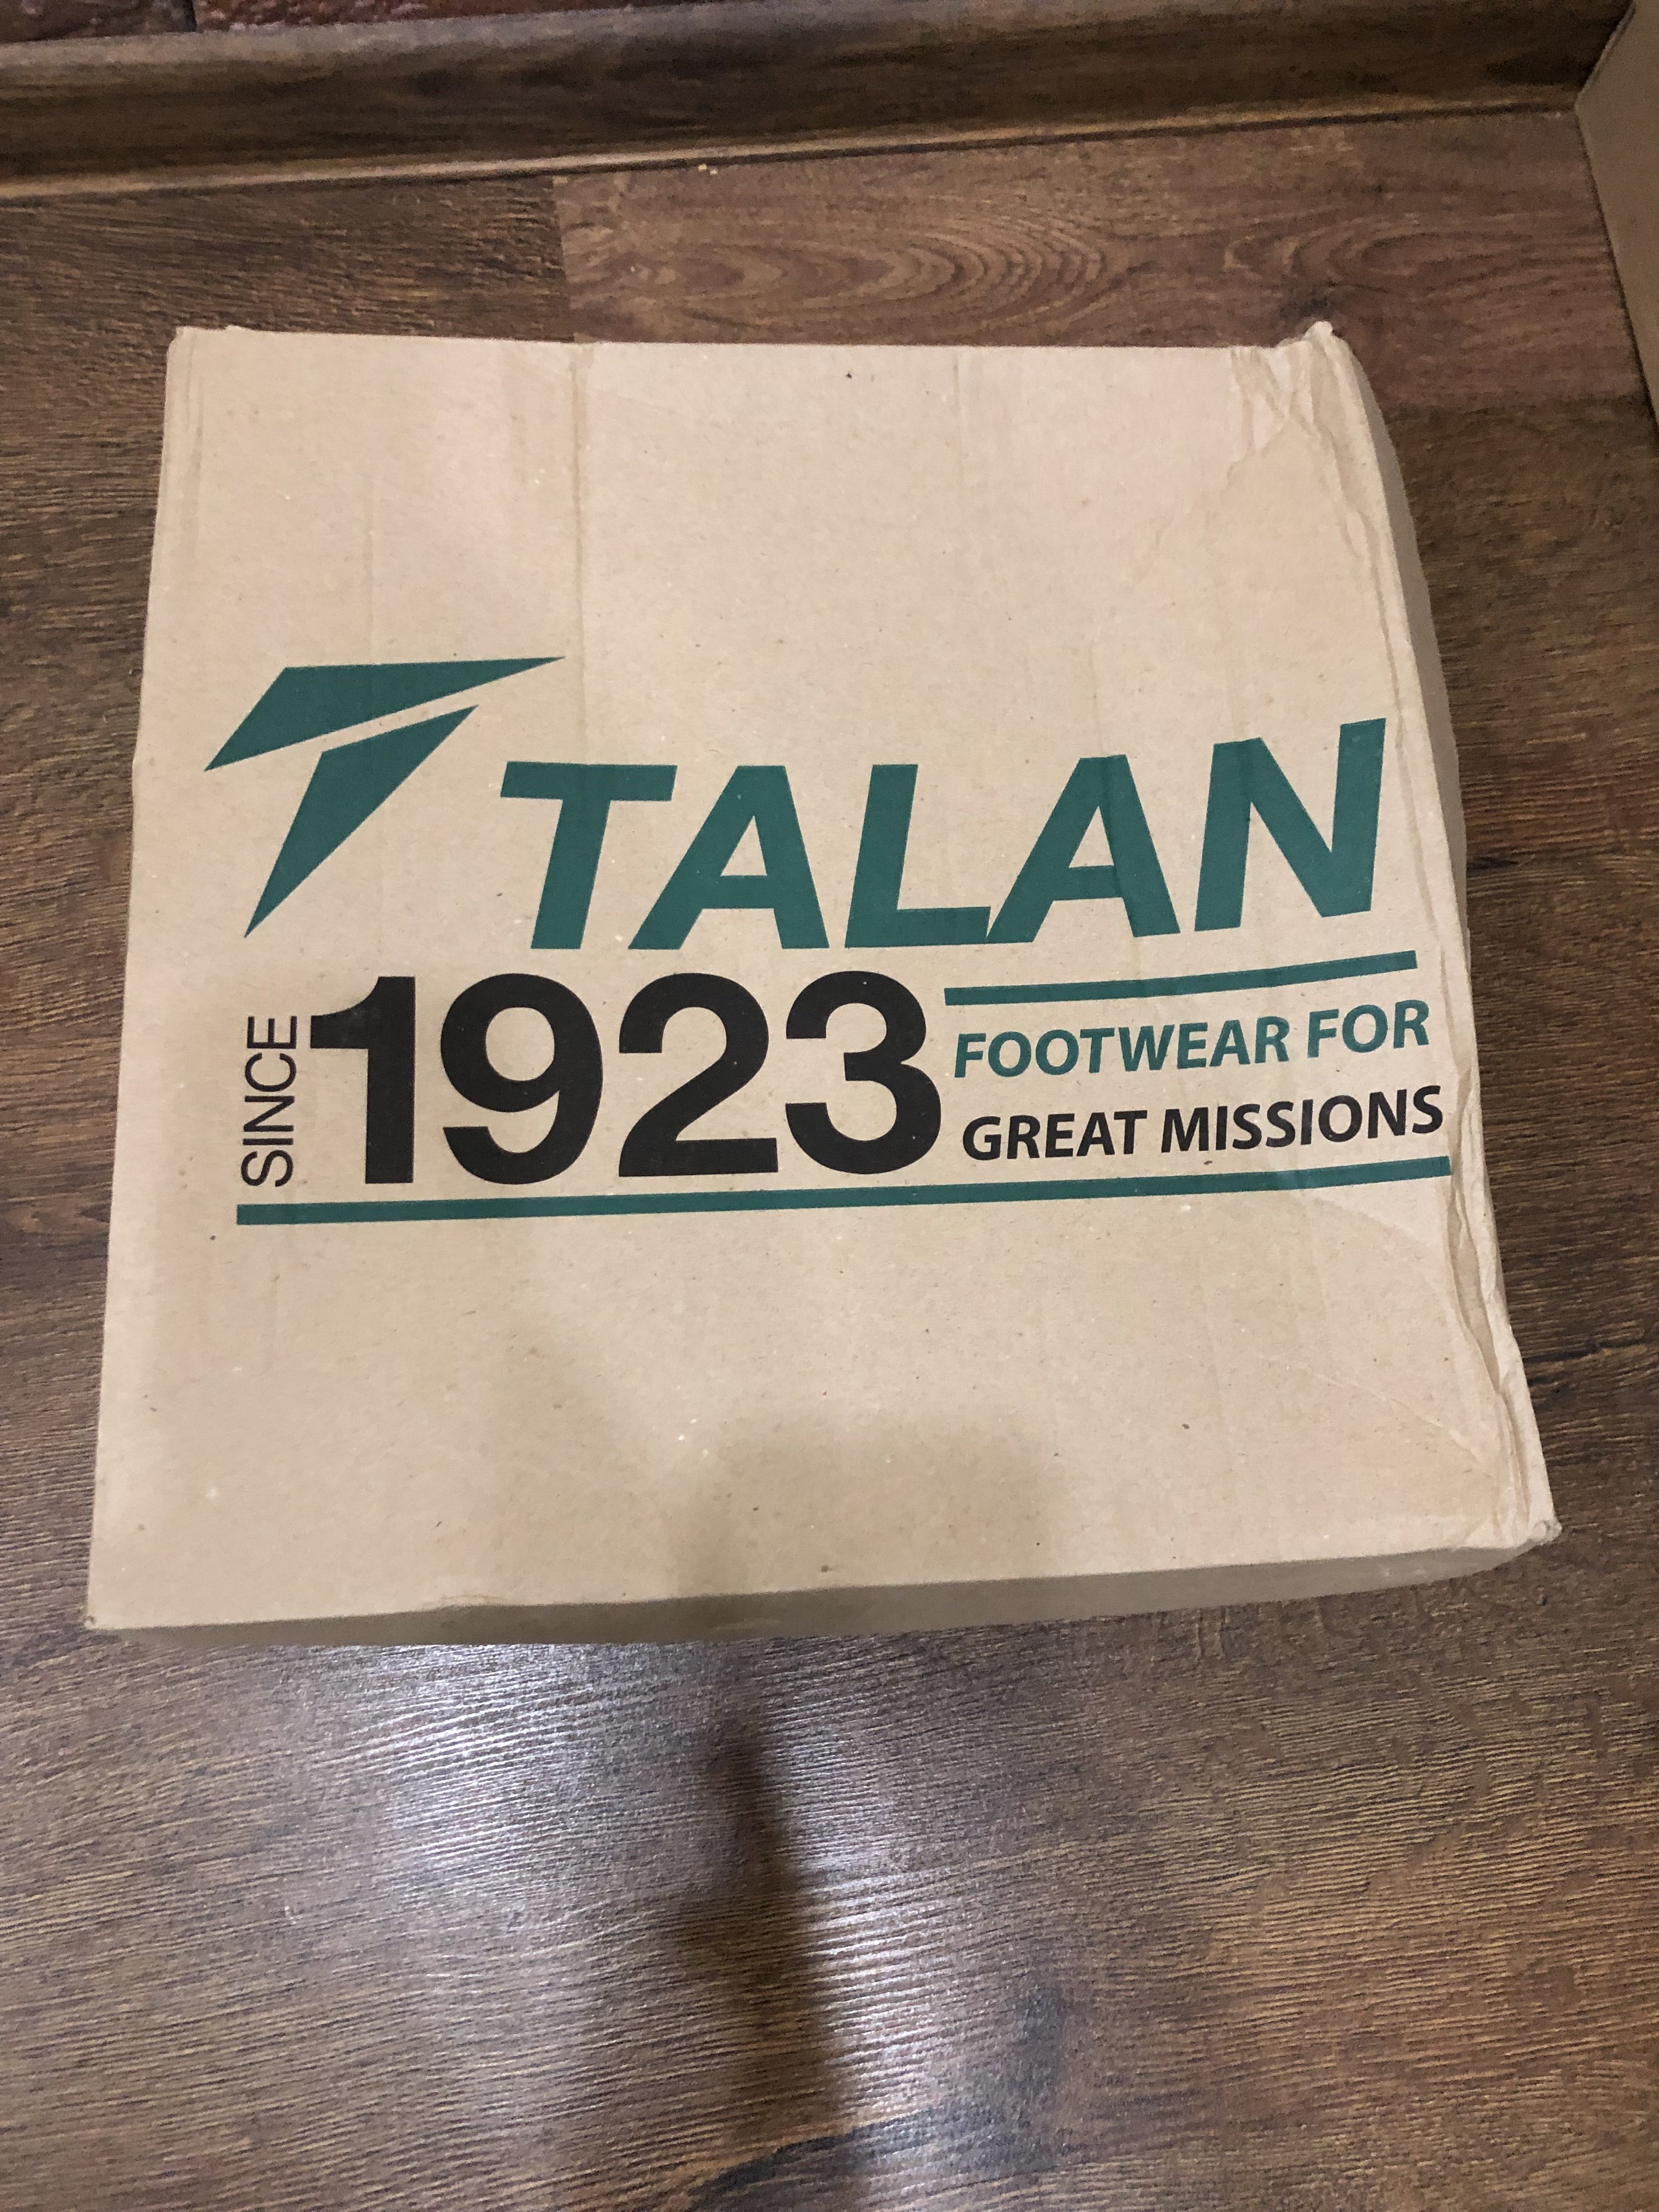 TALAN
SINCE 1923
FOOTWEAR FOR
GREAT MISSIONS